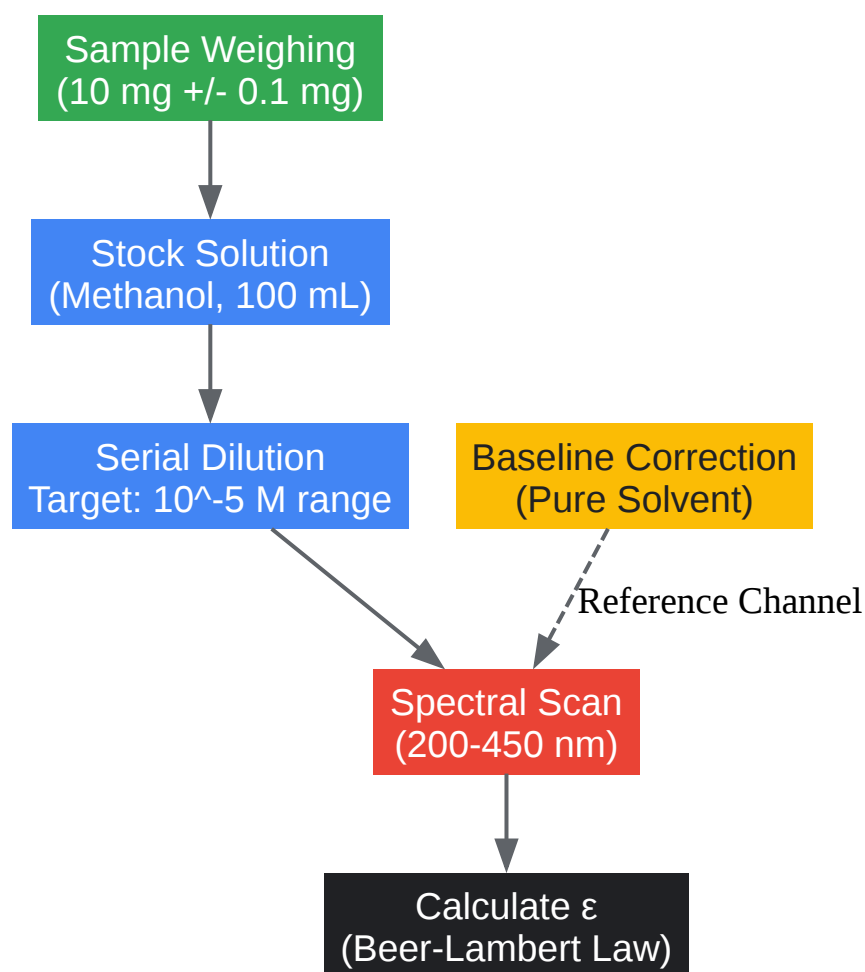 Sample Weighing
(10 mg +/- 0.1 mg)
Stock Solution
(Methanol, 100 mL)
Serial Dilution
Target: 10^-5 M range
Baseline Correction
(Pure Solvent)
Reference Channel
Spectral Scan
(200-450 nm)
Calculate ε
(Beer-Lambert Law)